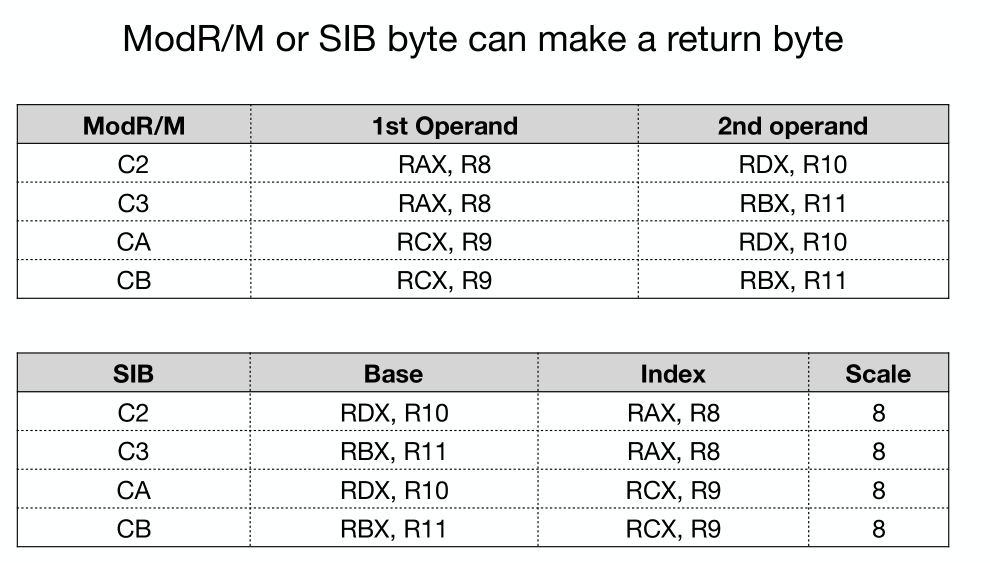 ModR/M or SIB byte can make a return byte
ModR/M 1st Operand 2nd operand
C2 RAX, R8 RDX, R10
C3 RAX, R8 RBX, R11
CA RCX, R9 RDX, R10
CB RCX, R9 RBX, R11
SIB Base Index Scale
C2 RDX, R10 RAX, R8 8
C3 RBX, R11 RAX, R8 8
CA RDX, R10 RCX, R9 8
CB RBX, R11 RCX, R9 8